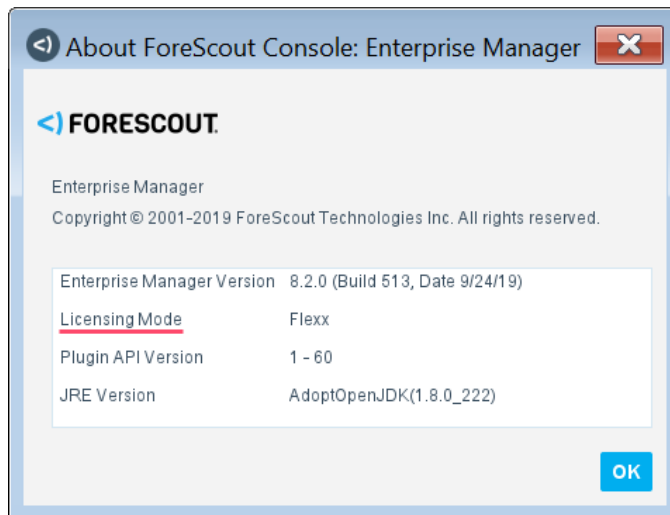 About ForeScout Console: Enterprise Manager
FORESCOUT.
Enterprise Manager
Copyright © 2001-2019 ForeScout Technologies Inc. All rights reserved.
Enterprise Manager Version 8.2.0 (Build 513, Date 9/24/19)
Licensing Mode Flexx
Plugin API Version 1 - 60
JRE Version AdoptOpenJDK(1.8.0_222)
OK